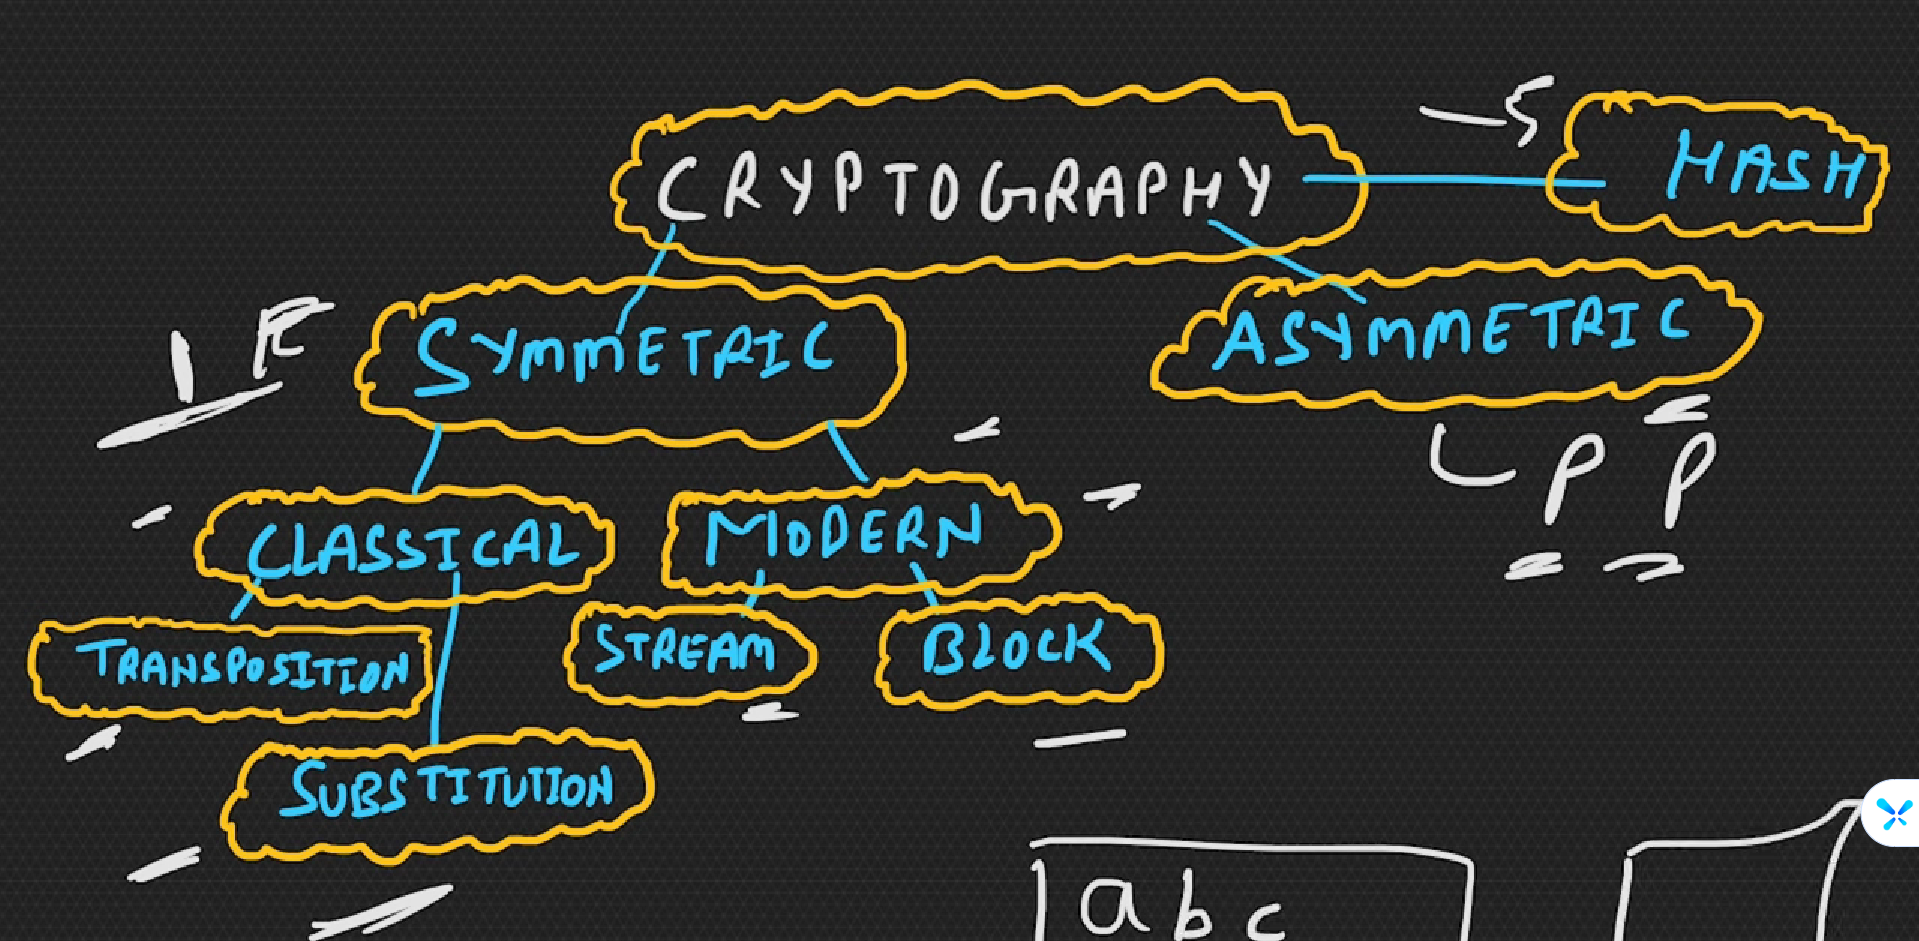 CRYPTOGRAPHY
HASH
SYMMETRIC
ASYMMETRIC
P P
CLASSICAL
MODERN
TRANSPOSITION
STREAM
BLOCK
SUBSTITUTION
abc